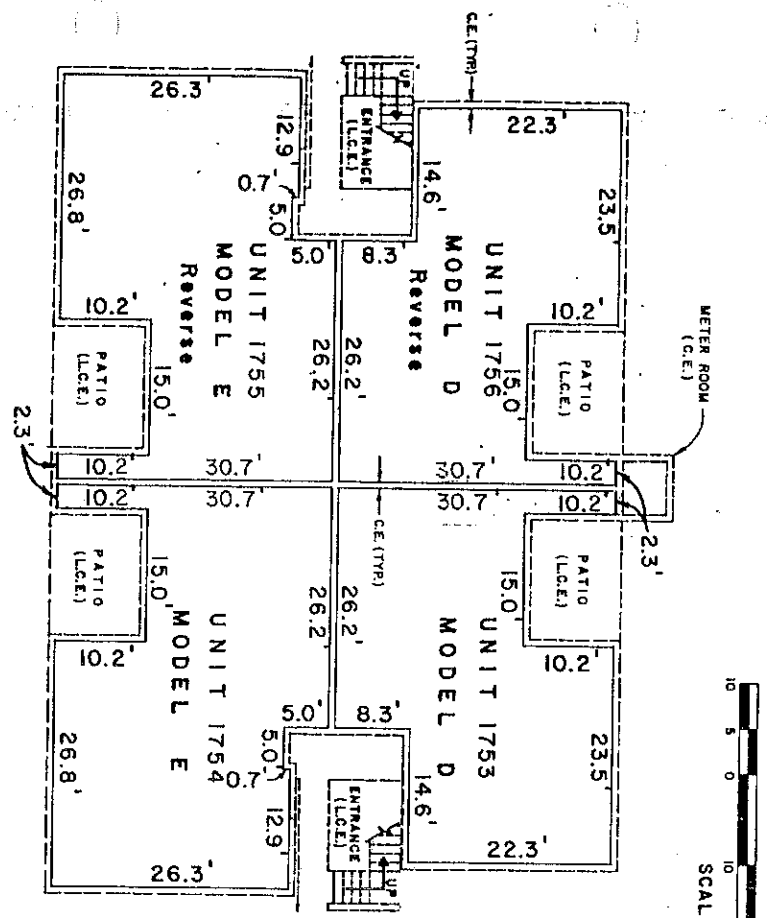 C.E. (TYP.)
UP
ENTRANCE
(L.C.E.)
26.3'
12.9
0.7'
5.0
26.8'
UNIT 1755
MODEL E
Reverse
10.2'
PATIO
(L.C.E.)
15.0'
2.3'
10.2'
30.7'
5.0'
26.2'
22.3'
14.6'
23.5'
8.3'
UNIT 1756
MODEL D
Reverse
26.2'
10.2'
PATIO
(L.C.E.)
15.0'
30.7'
10.2'
METER ROOM
(C.E.)
2.3'
10.2'
30.7'
C.E. (TYP.)
PATIO
(L.C.E.)
15.0'
10.2'
26.2'
UNIT 1754
MODEL E
5.0'
5.0'
0.7'
12.9'
26.8'
26.3'
30.7'
10.2'
PATIO
(L.C.E.)
15.0'
10.2'
26.2'
UNIT 1753
MODEL D
8.3'
14.6'
23.5'
22.3'
ENTRANCE
(L.C.E.)
UP
10
5
0
10
SCAL